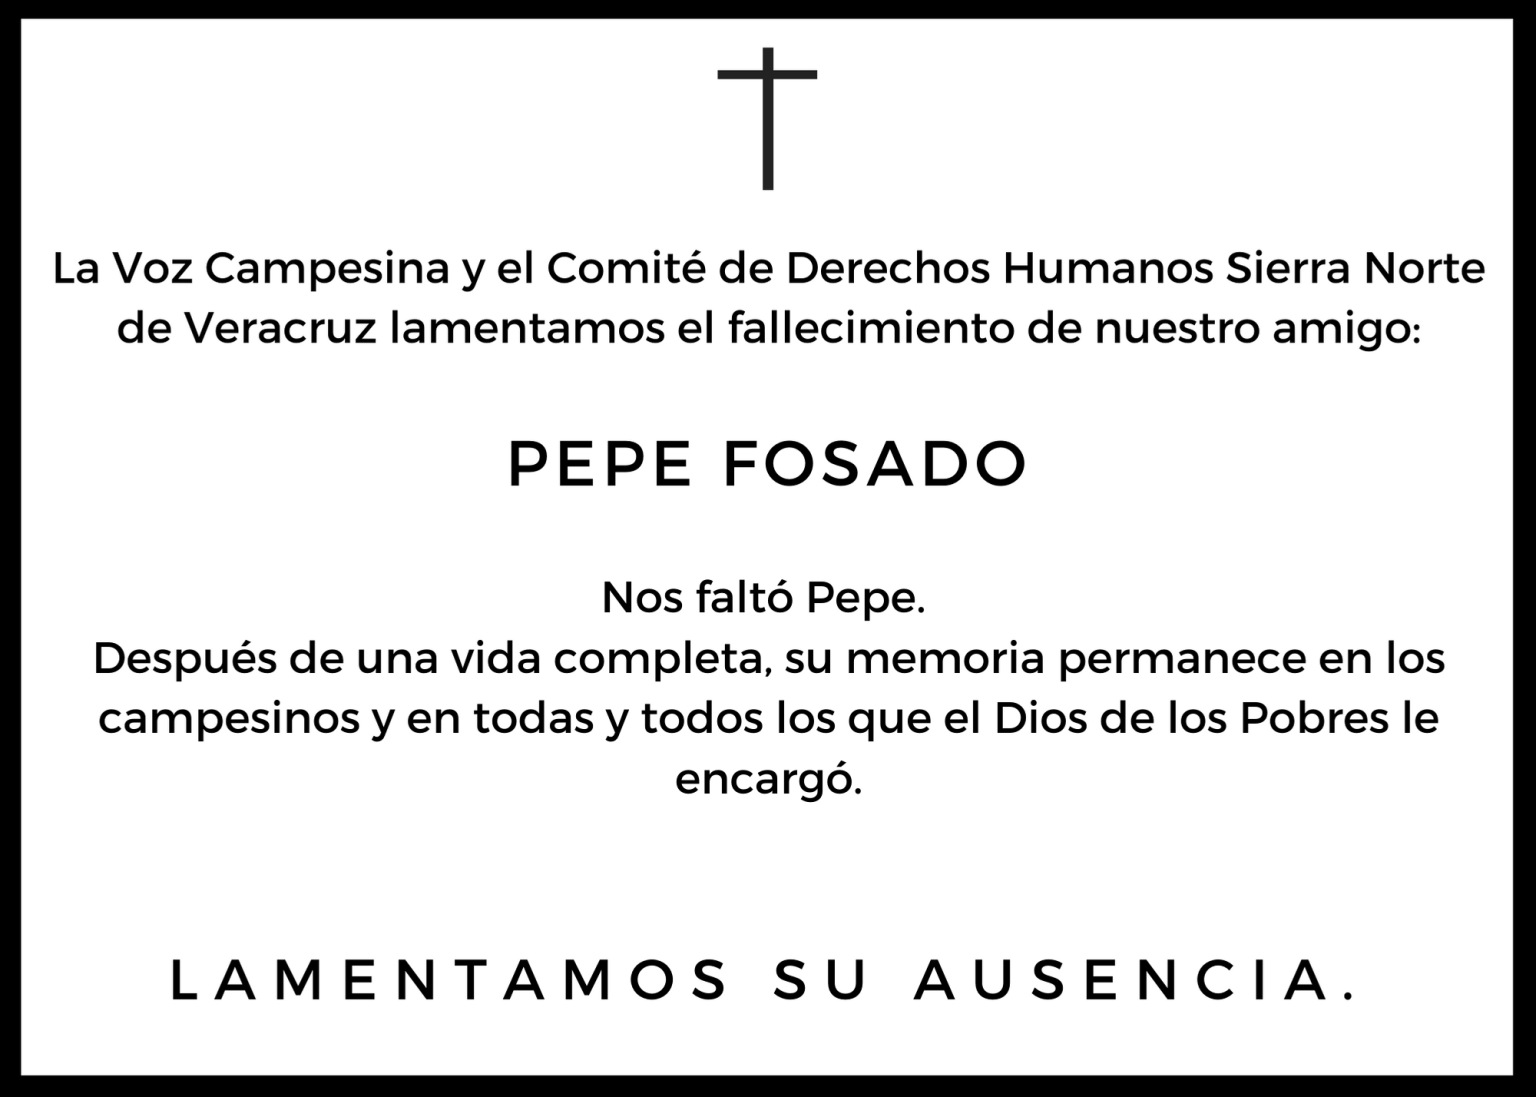 La Voz Campesina y el Comité de Derechos Humanos Sierra Norte
de Veracruz lamentamos el fallecimiento de nuestro amigo:
PEPE FOSADO
Nos faltó Pepe.
Después de una vida completa, su memoria permanece en los
campesinos y en todas y todos los que el Dios de los Pobres le
encargó.
LAMENTAMOS SU AUSENCIA.